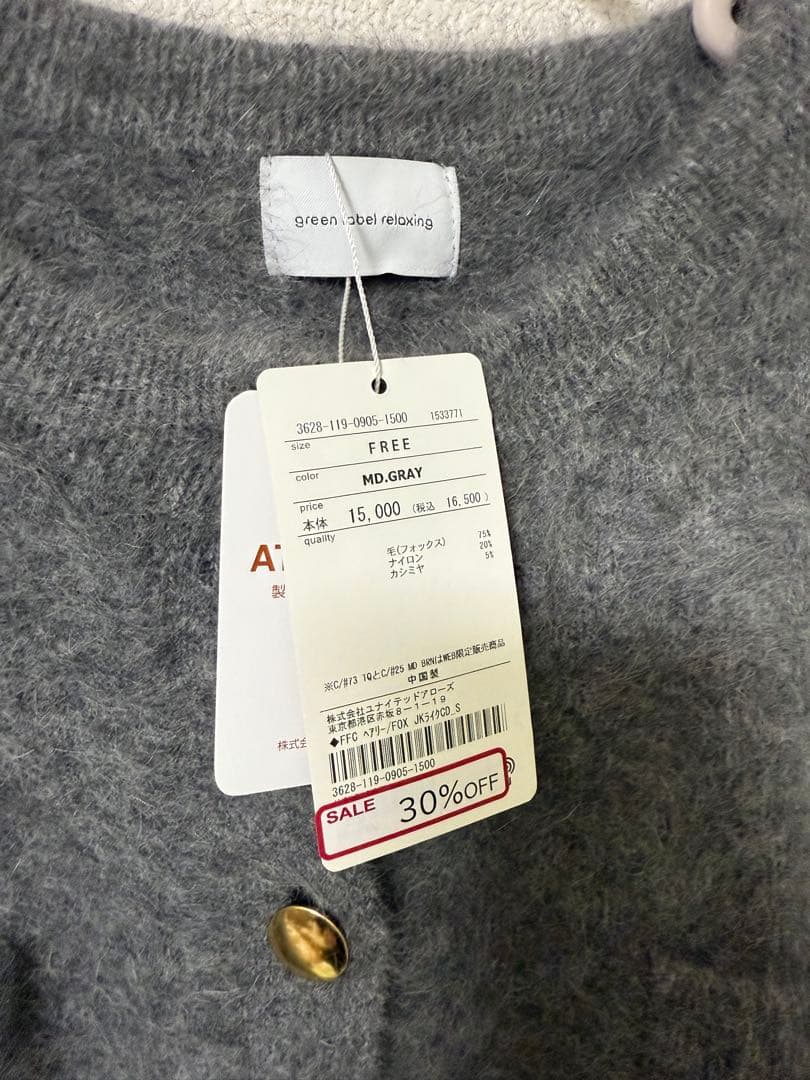 green label relaxing
3628-119-0905-1500 1533771
size FREE
color MD.GRAY
price
本体 15,000 (税込 16,500)
quality
毛(フォックス) 75%
ナイロン 20%
カシミヤ 5%
※C/#73 TQとC/#25 MD BRNはWEB限定販売商品
中国製
株式会社ユナイテッドアローズ
東京都港区赤坂8-1-19
◆FFC ヘアリー/FOX JKライクCD_S
3628-119-0905-1500
SALE 30%OFF
AT
製
株式会